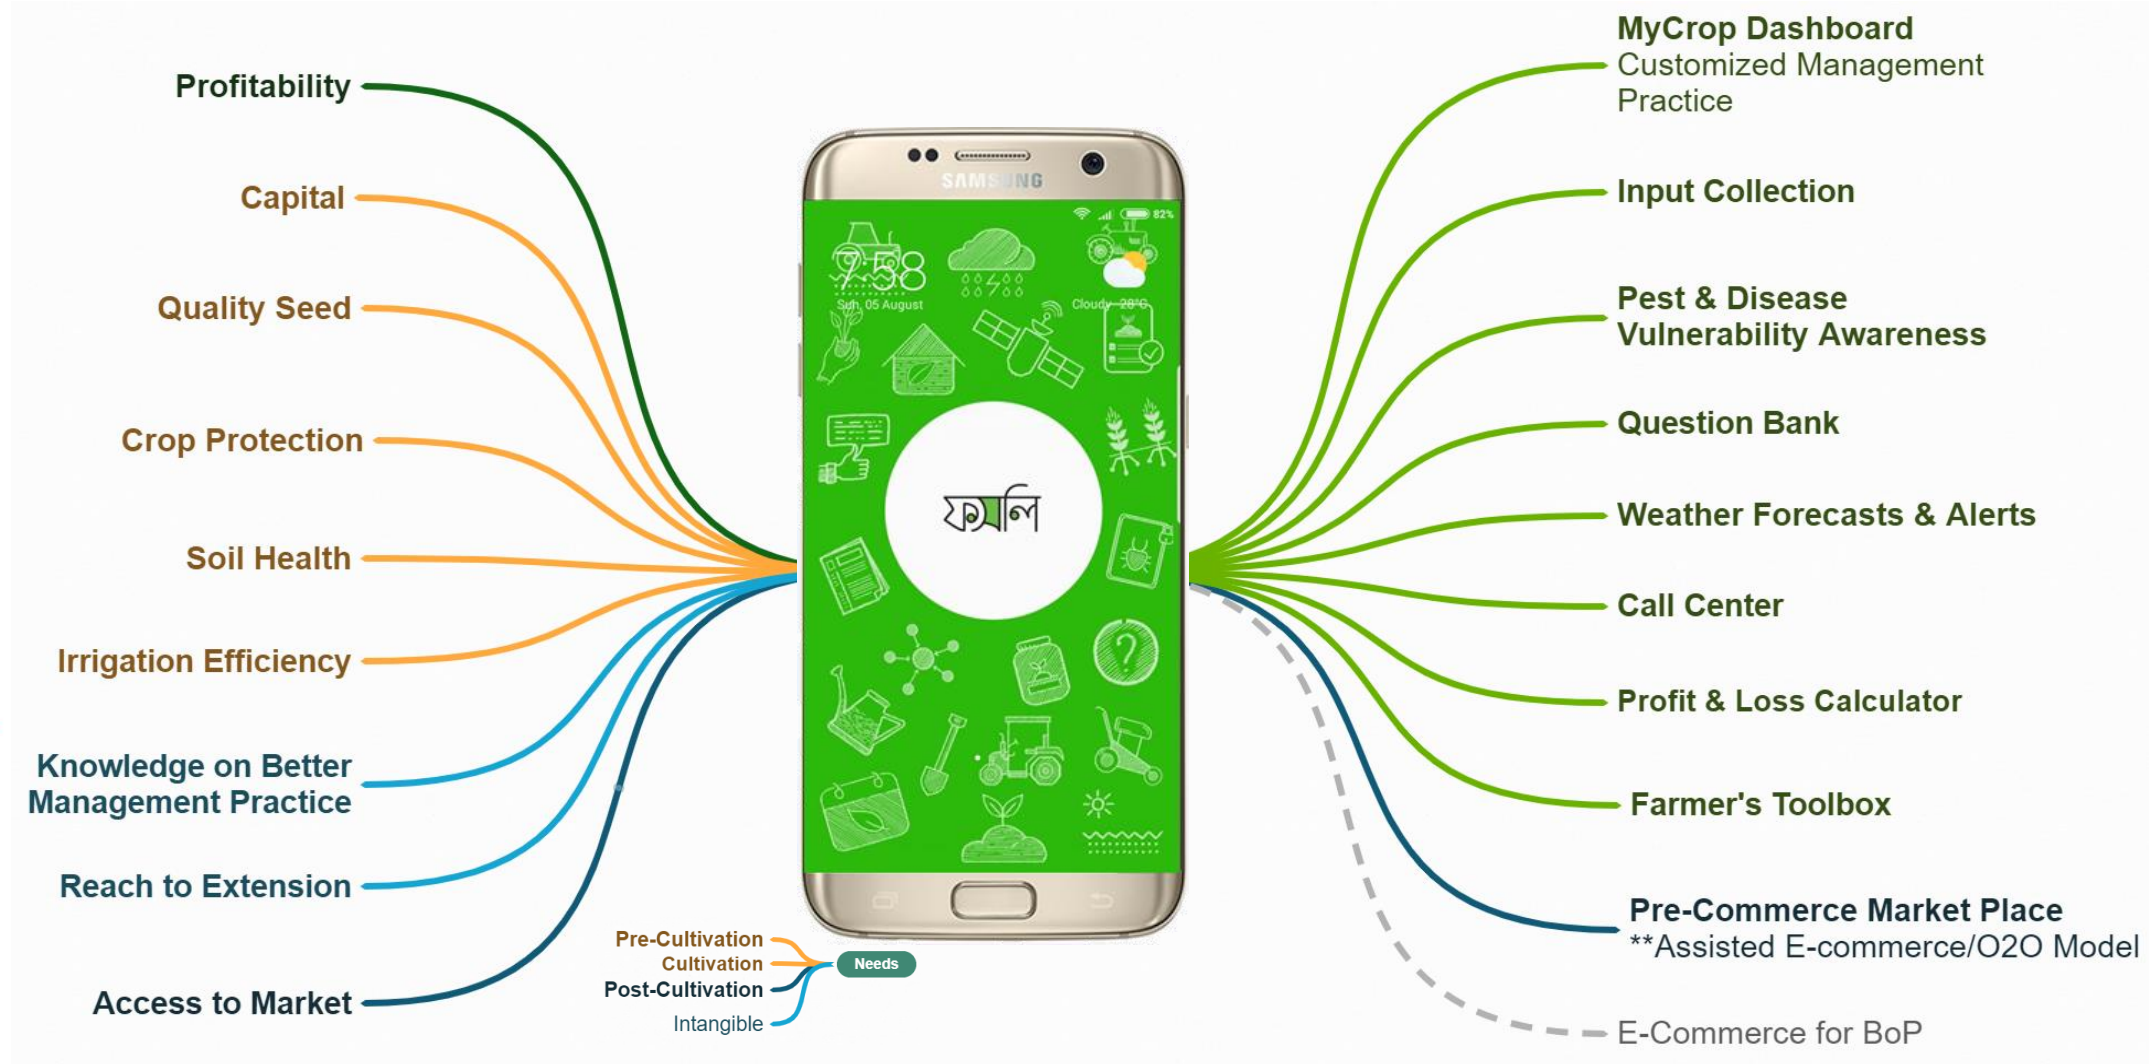 Profitability
Capital
Quality Seed
Crop Protection
Soil Health
Irrigation Efficiency
Knowledge on Better
Management Practice
Reach to Extension
Access to Market
SAMSUNG
82%
7:58
Sun, 05 August
Cloudy 28°C
ফসলি
Pre-Cultivation
Cultivation
Post-Cultivation
Intangible
Needs
MyCrop Dashboard
Customized Management
Practice
Input Collection
Pest & Disease
Vulnerability Awareness
Question Bank
Weather Forecasts & Alerts
Call Center
Profit & Loss Calculator
Farmer's Toolbox
Pre-Commerce Market Place
**Assisted E-commerce/O2O Model
E-Commerce for BoP